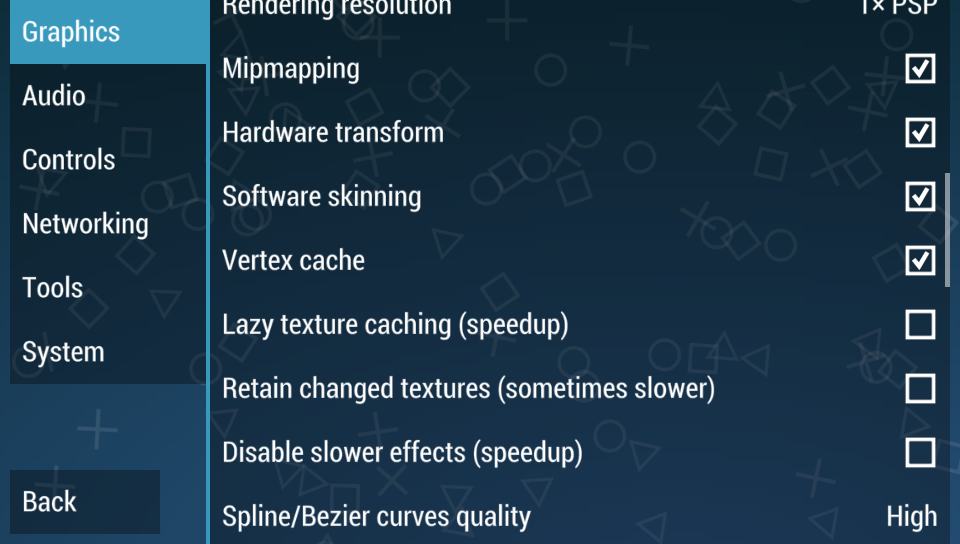 Graphics
Audio
Controls
Networking
Tools
System
Back
Rendering resolution 1× PSP
Mipmapping
Hardware transform
Software skinning
Vertex cache
Lazy texture caching (speedup)
Retain changed textures (sometimes slower)
Disable slower effects (speedup)
Spline/Bezier curves quality High